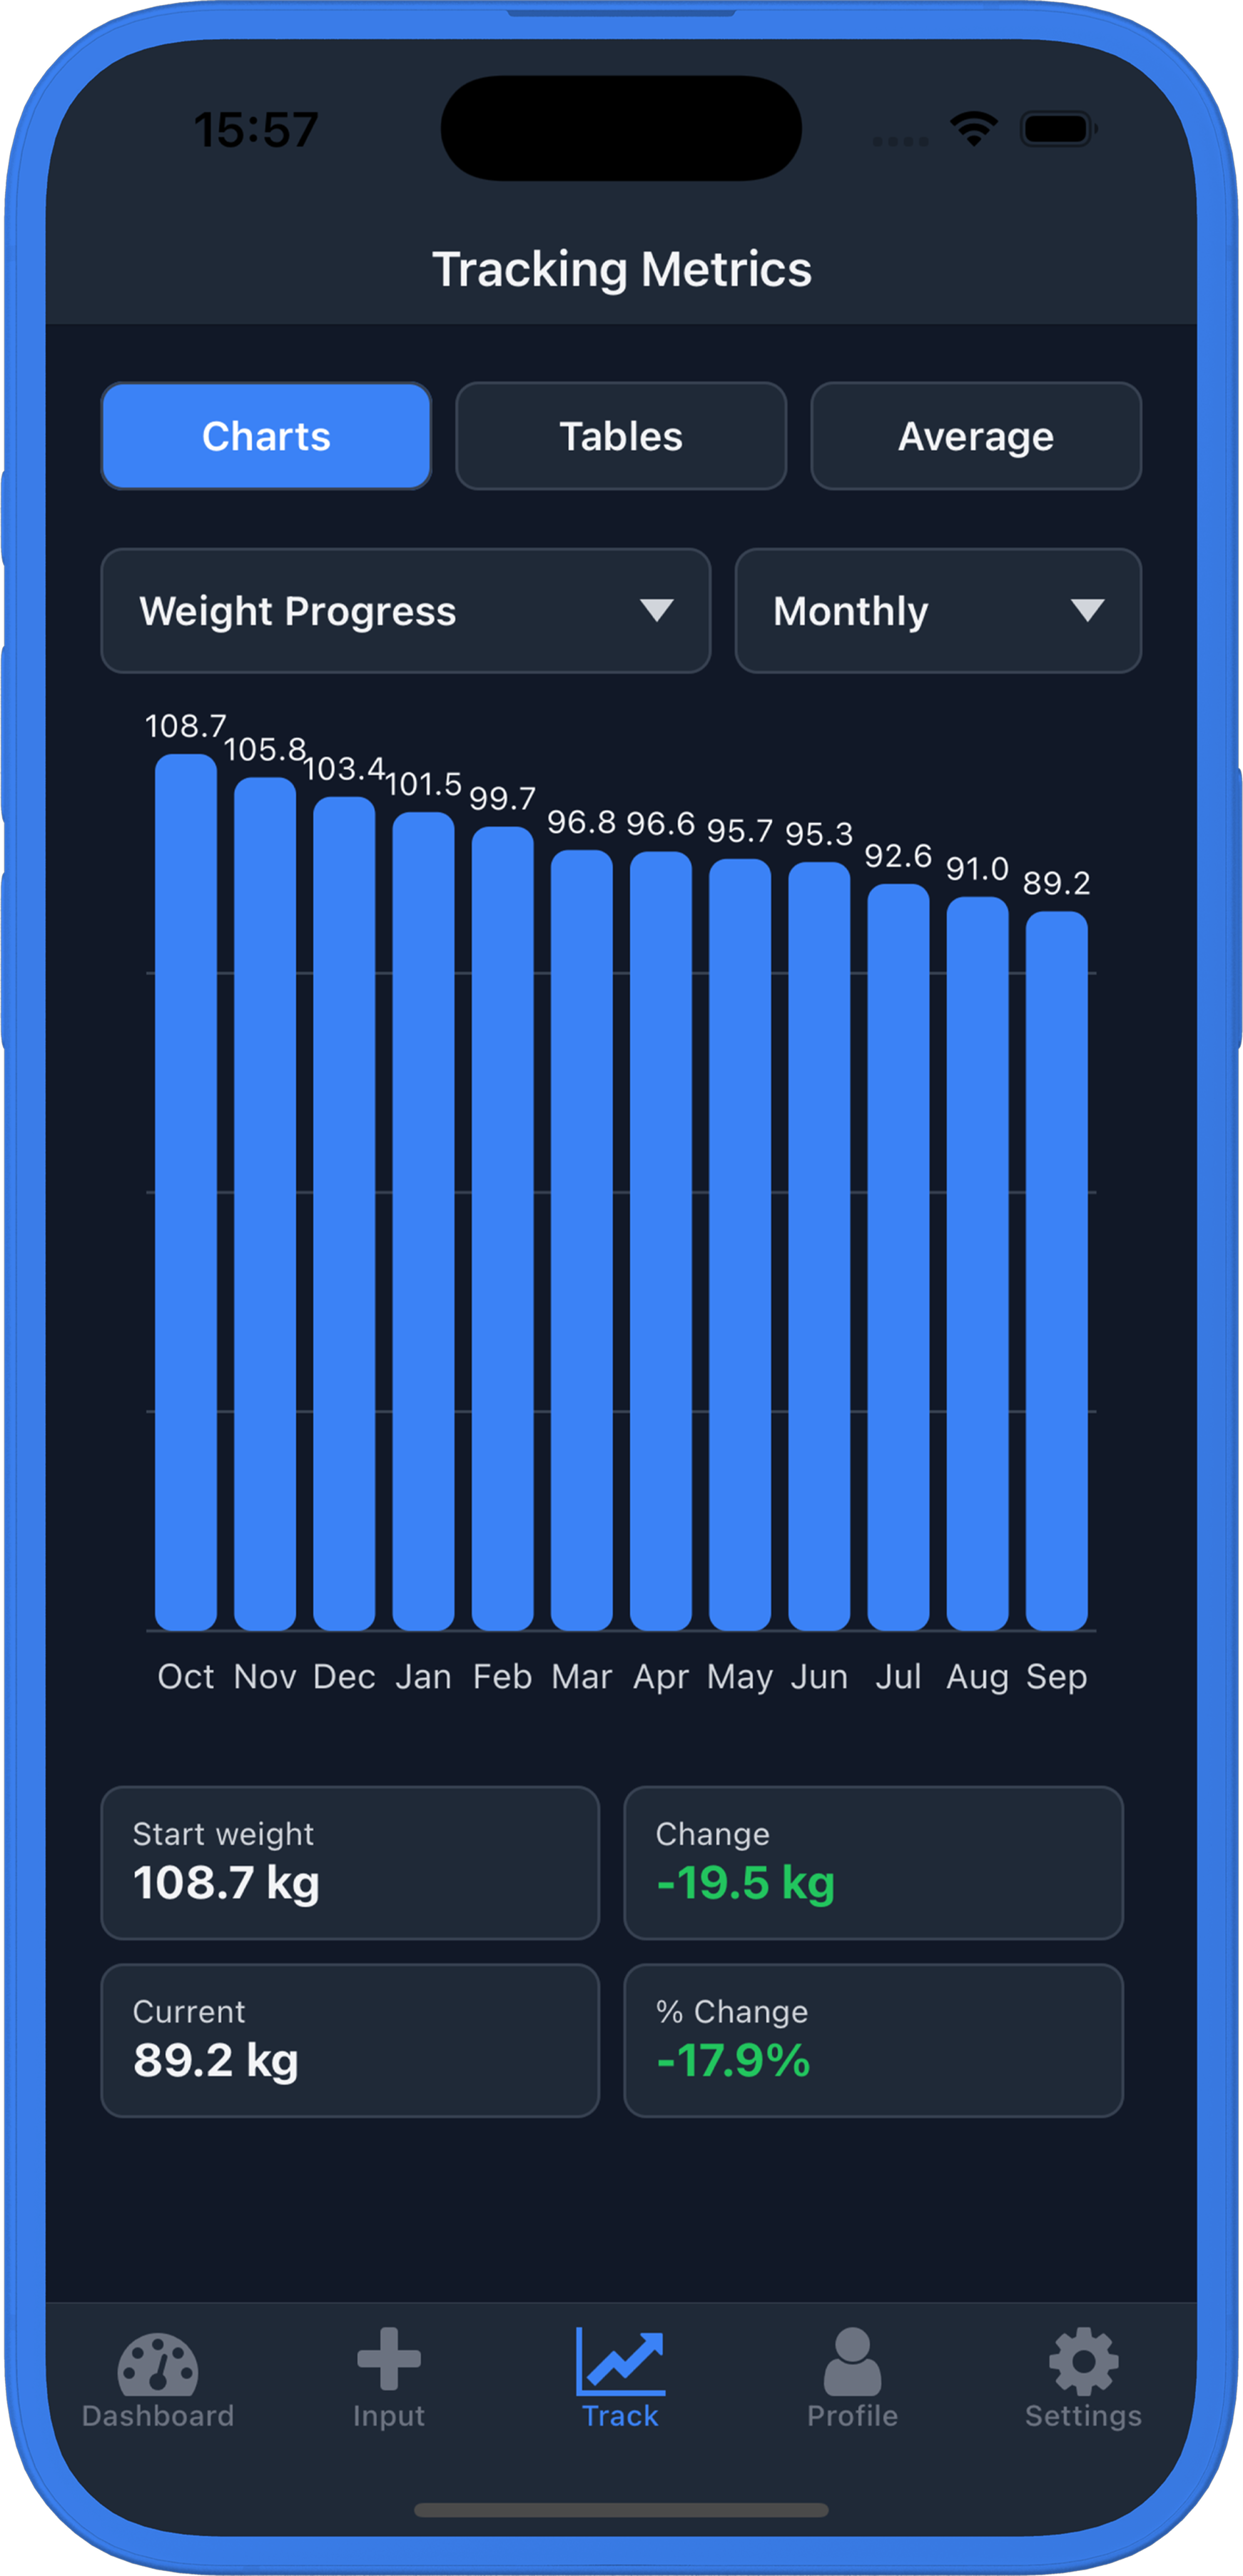 15:57
Tracking Metrics
Charts Tables Average
Weight Progress Monthly
108.7 105.8 103.4 101.5 99.7 96.8 96.6 95.7 95.3 92.6 91.0 89.2
Oct Nov Dec Jan Feb Mar Apr May Jun Jul Aug Sep
Start weight
108.7 kg
Change
-19.5 kg
Current
89.2 kg
% Change
-17.9%
Dashboard Input Track Profile Settings